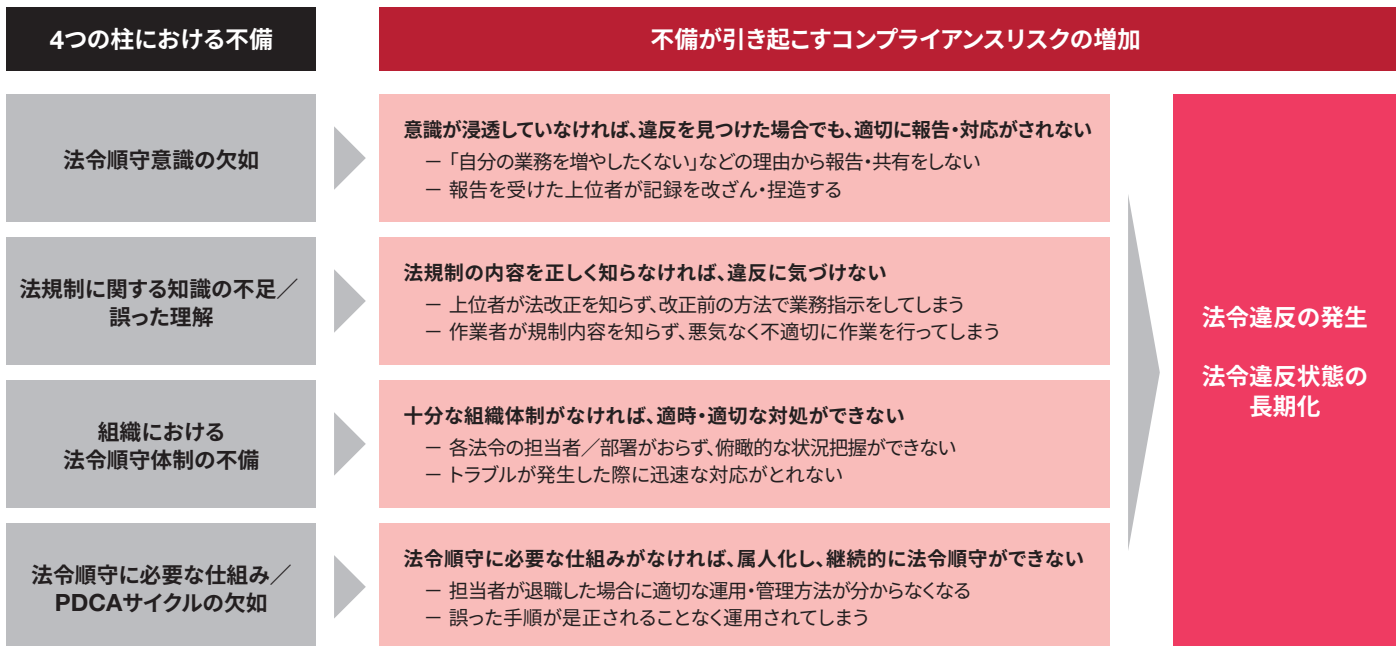 4つの柱における不備
不備が引き起こすコンプライアンスリスクの増加
法令順守意識の欠如
意識が浸透していなければ、違反を見つけた場合でも、適切に報告・対応がされない
－「自分の業務を増やしたくない」などの理由から報告・共有をしない
－ 報告を受けた上位者が記録を改ざん・捏造する
法規制に関する知識の不足／
誤った理解
法規制の内容を正しく知らなければ、違反に気づけない
－ 上位者が法改正を知らず、改正前の方法で業務指示をしてしまう
－ 作業者が規制内容を知らず、悪気なく不適切に作業を行ってしまう
組織における
法令順守体制の不備
十分な組織体制がなければ、適時・適切な対処ができない
－ 各法令の担当者／部署がおらず、俯瞰的な状況把握ができない
－ トラブルが発生した際に迅速な対応がとれない
法令順守に必要な仕組み／
PDCAサイクルの欠如
法令順守に必要な仕組みがなければ、属人化し、継続的に法令順守ができない
－ 担当者が退職した場合に適切な運用・管理方法が分からなくなる
－ 誤った手順が是正されることなく運用されてしまう
法令違反の発生
法令違反状態の
長期化